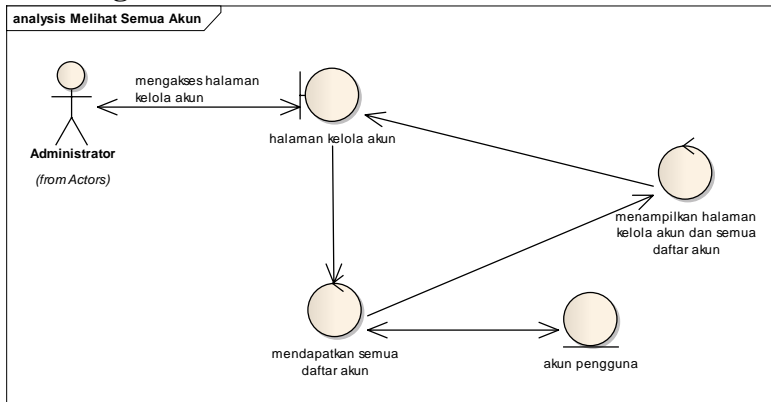 analysis Melihat Semua Akun
mengakses halaman
kelola akun
halaman kelola akun
Administrator
(from Actors)
menampilkan halaman
kelola akun dan semua
daftar akun
mendapatkan semua
daftar akun
akun pengguna